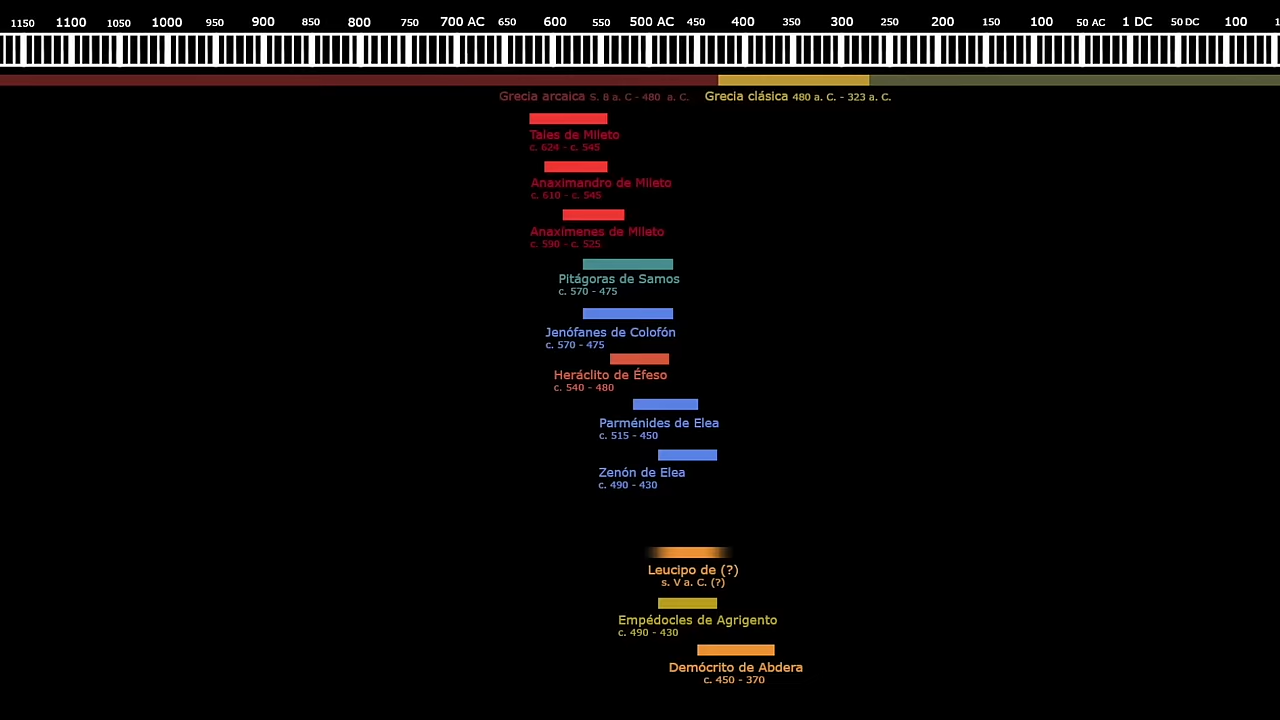 1150 1100 1050 1000 950 900 850 800 750 700 AC 650 600 550 500 AC 450 400 350 300 250 200 150 100 50 AC 1 DC 50 DC 100
Grecia arcaica S. 8 a. C - 480 a. C. Grecia clásica 480 a. C. - 323 a. C.
Tales de Mileto
c. 624 - c. 545
Anaximandro de Mileto
c. 610 - c. 545
Anaxímenes de Mileto
c. 590 - c. 525
Pitágoras de Samos
c. 570 - 475
Jenófanes de Colofón
c. 570 - 475
Heráclito de Éfeso
c. 540 - 480
Parménides de Elea
c. 515 - 450
Zenón de Elea
c. 490 - 430
Leucipo de (?)
s. V a. C. (?)
Empédocles de Agrigento
c. 490 - 430
Demócrito de Abdera
c. 450 - 370